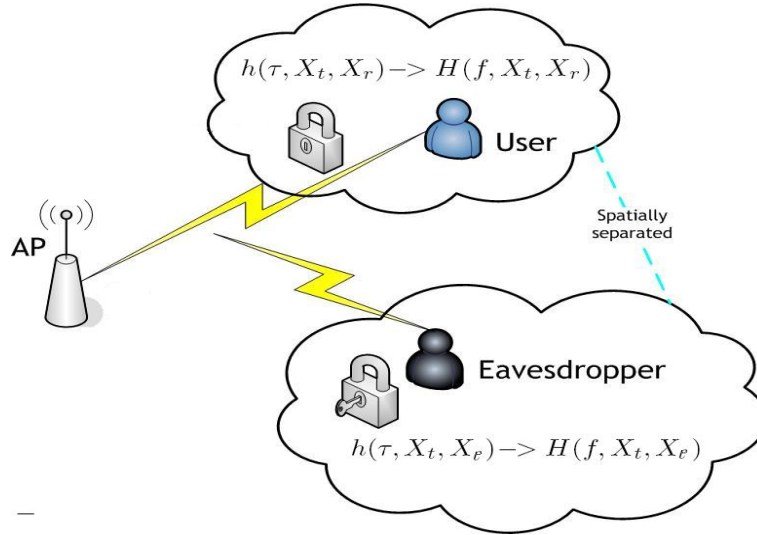 h(τ, X_t, X_r) -> H(f, X_t, X_r)
User
AP
Spatially
separated
Eavesdropper
h(τ, X_t, X_e) -> H(f, X_t, X_e)